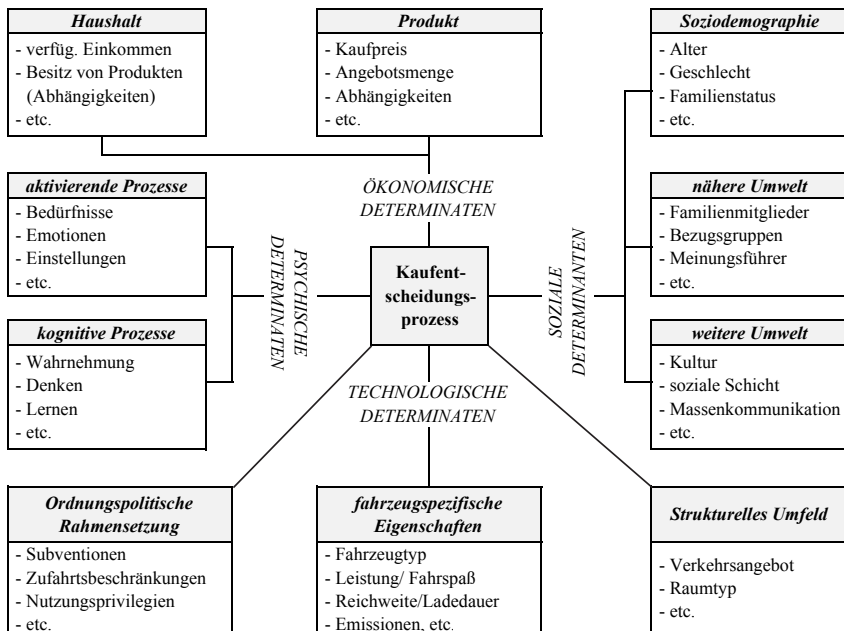 Haushalt
- verfüg. Einkommen
- Besitz von Produkten
(Abhängigkeiten)
- etc.
Produkt
- Kaufpreis
- Angebotsmenge
- Abhängigkeiten
- etc.
Soziodemographie
- Alter
- Geschlecht
- Familienstatus
- etc.
aktivierende Prozesse
- Bedürfnisse
- Emotionen
- Einstellungen
- etc.
ÖKONOMISCHE
DETERMINATEN
nähere Umwelt
- Familienmitglieder
- Bezugsgruppen
- Meinungsführer
- etc.
PSYCHISCHE
DETERMINATEN
Kaufent-
scheidungs-
prozess
SOZIALE
DETERMINANTEN
kognitive Prozesse
- Wahrnehmung
- Denken
- Lernen
- etc.
TECHNOLOGISCHE
DETERMINATEN
weitere Umwelt
- Kultur
- soziale Schicht
- Massenkommunikation
- etc.
Ordnungspolitische
Rahmensetzung
- Subventionen
- Zufahrtsbeschränkungen
- Nutzungsprivilegien
- etc.
fahrzeugspezifische
Eigenschaften
- Fahrzeugtyp
- Leistung/ Fahrspaß
- Reichweite/Ladedauer
- Emissionen, etc.
Strukturelles Umfeld
- Verkehrsangebot
- Raumtyp
- etc.